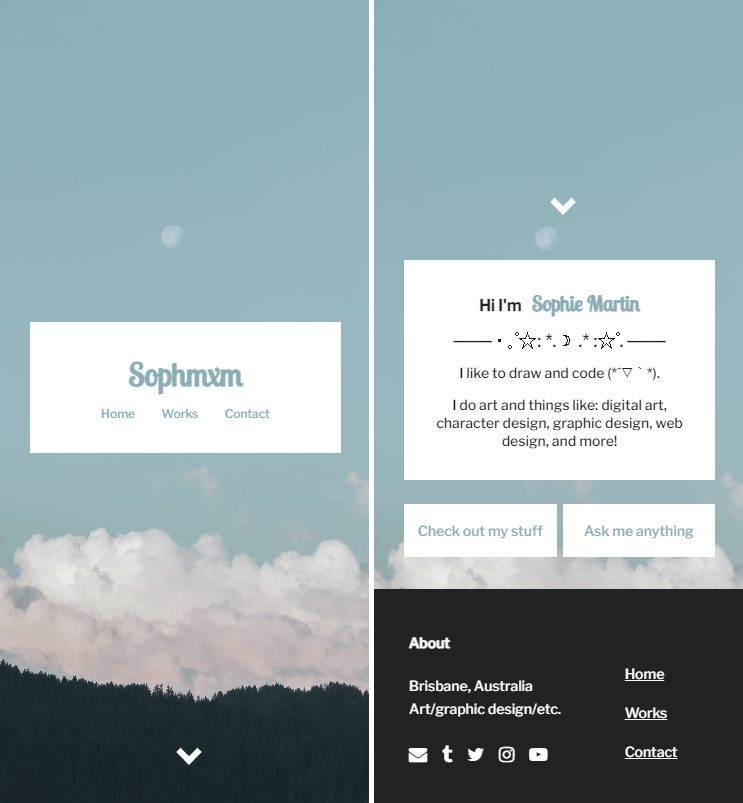 Sophmxm
Home Works Contact
Hi I'm Sophie Martin
─── ･ ｡ﾟ☆: *.☽ .* :☆ﾟ. ───
I like to draw and code (*´▽｀*).
I do art and things like: digital art,
character design, graphic design, web
design, and more!
Check out my stuff
Ask me anything
About
Brisbane, Australia
Art/graphic design/etc.
Home
Works
Contact